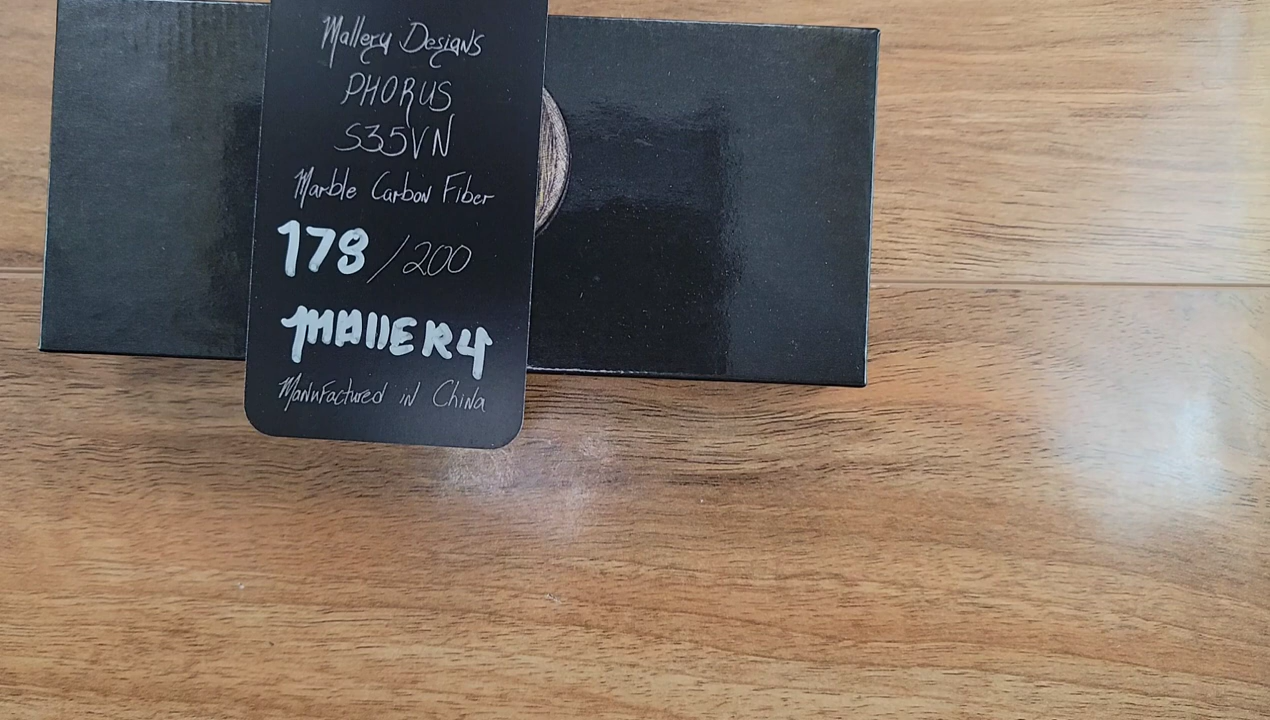 Mallery Designs
PHORUS
S35VN
Marble Carbon Fiber
178/200
MAllERY
Manufactured in China